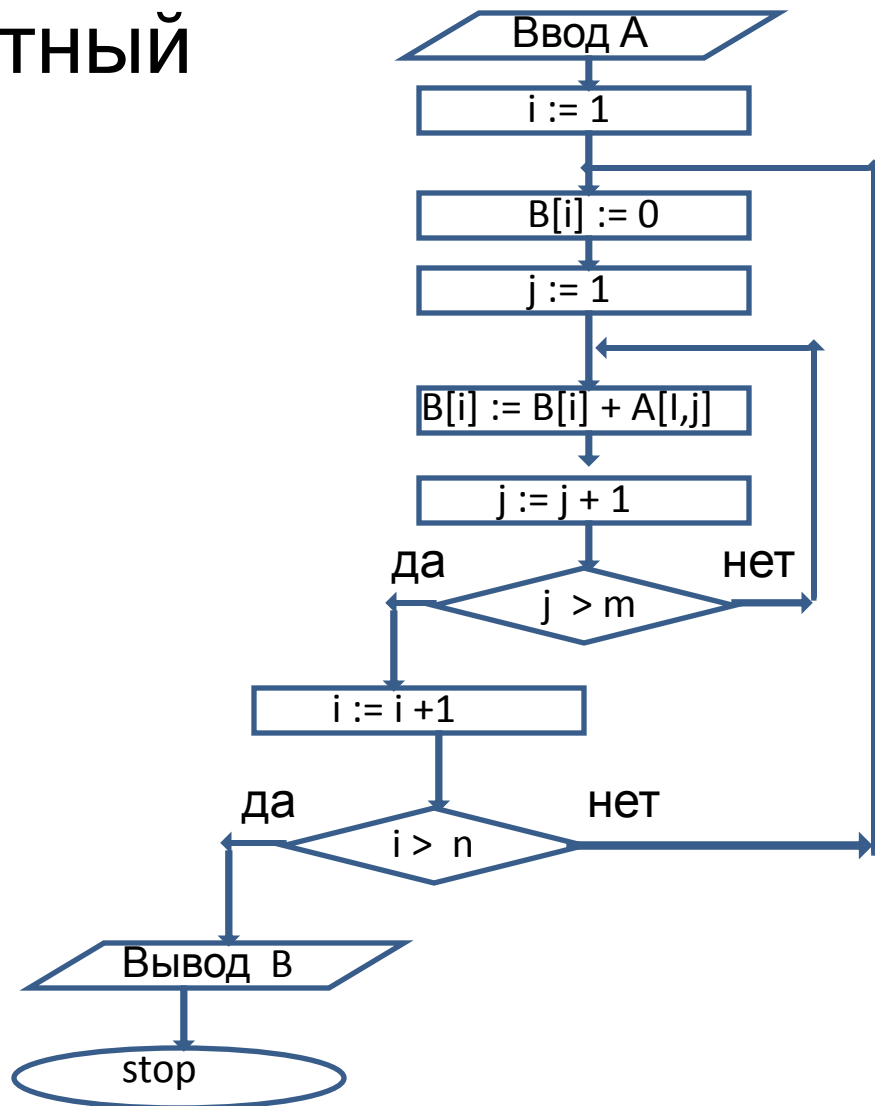 тный
Ввод А
i := 1
B[i] := 0
j := 1
B[i] := B[i] + A[I,j]
j := j + 1
да
нет
j > m
i := i +1
да
нет
i > n
Вывод B
stop